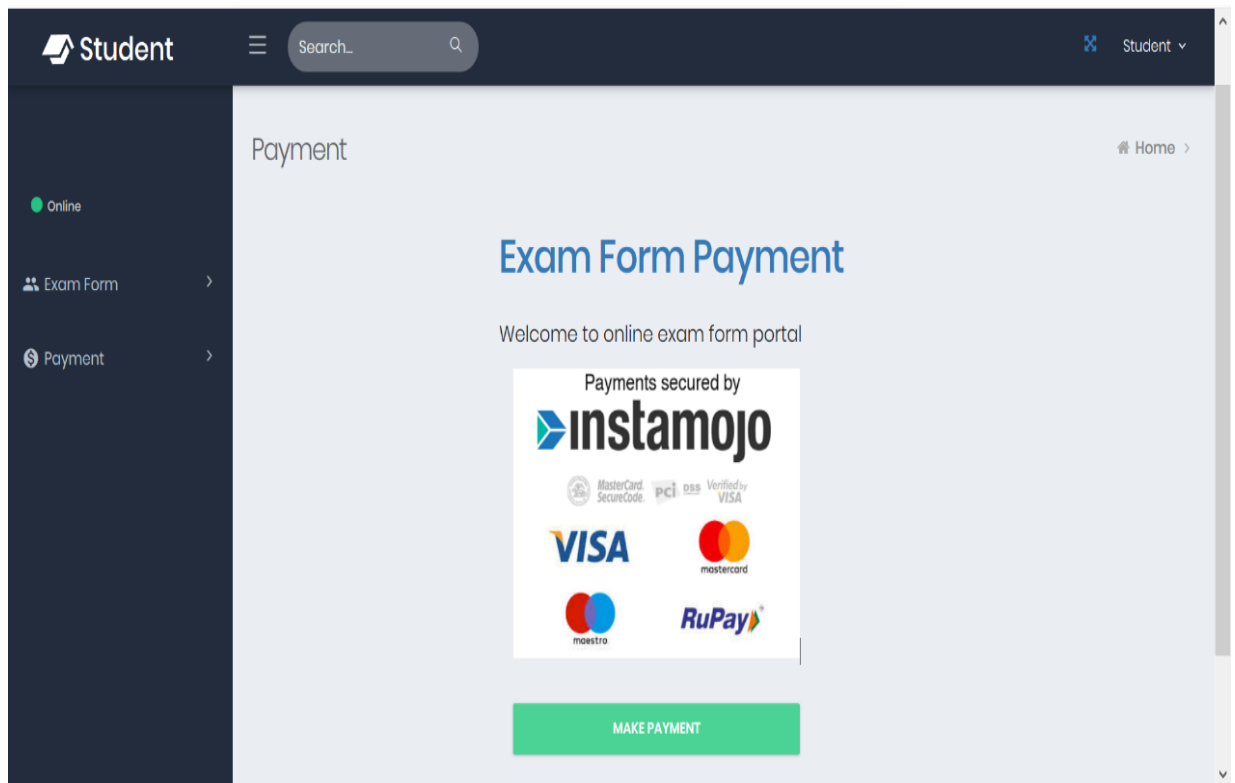 Student
Search...
Student
Payment
Home
Online
Exam Form
Payment
Exam Form Payment
Welcome to online exam form portal
Payments secured by
instamojo
MasterCard. SecureCode.
PCI DSS
Verified by VISA
VISA
mastercard
maestro
RuPay
MAKE PAYMENT